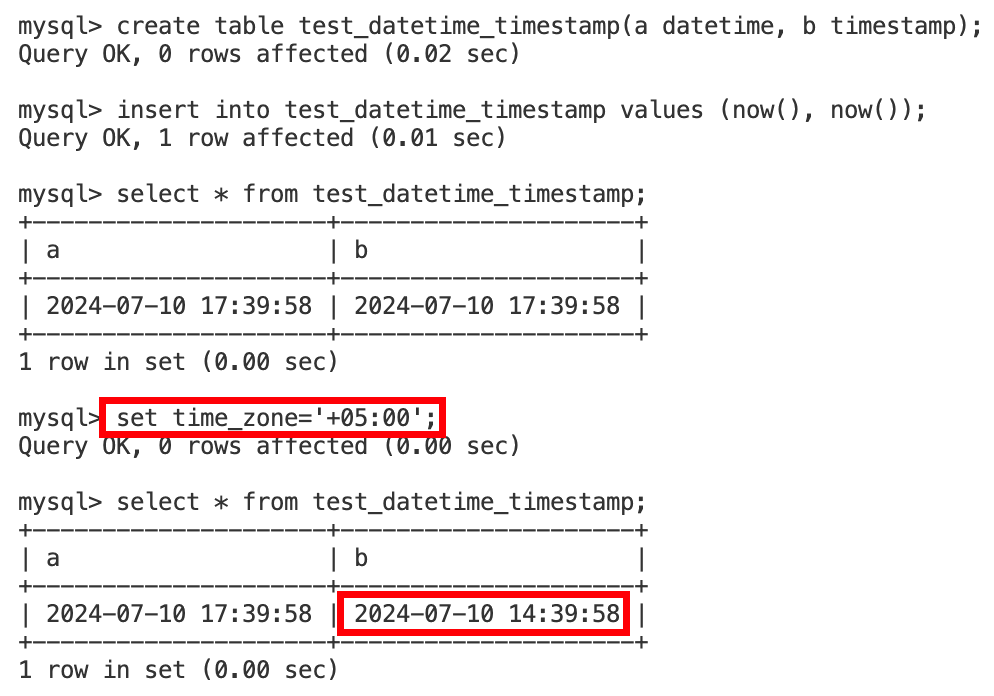 mysql> create table test_datetime_timestamp(a datetime, b timestamp);
Query OK, 0 rows affected (0.02 sec)
mysql> insert into test_datetime_timestamp values (now(), now());
Query OK, 1 row affected (0.01 sec)
mysql> select * from test_datetime_timestamp;
+---------------------+---------------------+
| a                   | b                   |
+---------------------+---------------------+
| 2024-07-10 17:39:58 | 2024-07-10 17:39:58 |
+---------------------+---------------------+
1 row in set (0.00 sec)
mysql> set time_zone='+05:00';
Query OK, 0 rows affected (0.00 sec)
mysql> select * from test_datetime_timestamp;
+---------------------+---------------------+
| a                   | b                   |
+---------------------+---------------------+
| 2024-07-10 17:39:58 | 2024-07-10 14:39:58 |
+---------------------+---------------------+
1 row in set (0.00 sec)